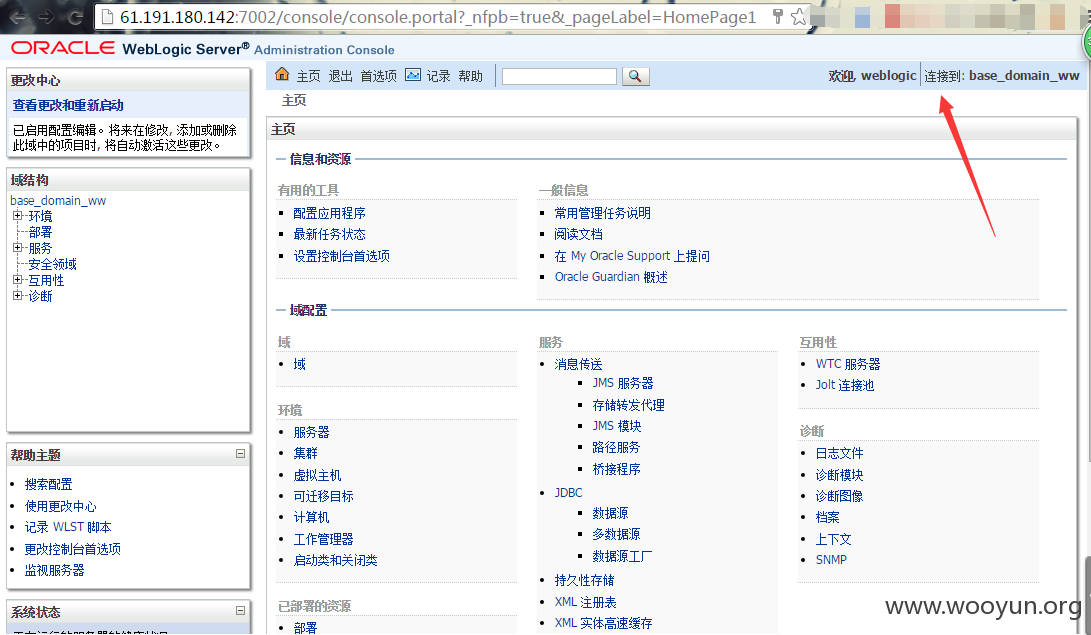 61.191.180.142:7002/console/console.portal?_nfpb=true&_pageLabel=HomePage1
ORACLE WebLogic Server® Administration Console
更改中心
查看更改和重新启动
已启用配置编辑。将来在修改, 添加或删除
此域中的项目时, 将自动激活这些更改。
域结构
base_domain_ww
环境
部署
服务
安全领域
互用性
诊断
帮助主题
搜索配置
使用更改中心
记录 WLST 脚本
更改控制台首选项
监视服务器
系统状态
主页 退出 首选项 记录 帮助
欢迎, weblogic 连接到: base_domain_ww
主页
主页
信息和资源
有用的工具
配置应用程序
最新任务状态
设置控制台首选项
一般信息
常用管理任务说明
阅读文档
在 My Oracle Support 上提问
Oracle Guardian 概述
域配置
域
域
环境
服务器
集群
虚拟主机
可迁移目标
计算机
工作管理器
启动类和关闭类
已部署的资源
部署
服务
消息传送
JMS 服务器
存储转发代理
JMS 模块
路径服务
桥接程序
JDBC
数据源
多数据源
数据源工厂
持久性存储
XML 注册表
XML 实体高速缓存
互用性
WTC 服务器
Jolt 连接池
诊断
日志文件
诊断模块
诊断图像
档案
上下文
SNMP
www.wooyun.org